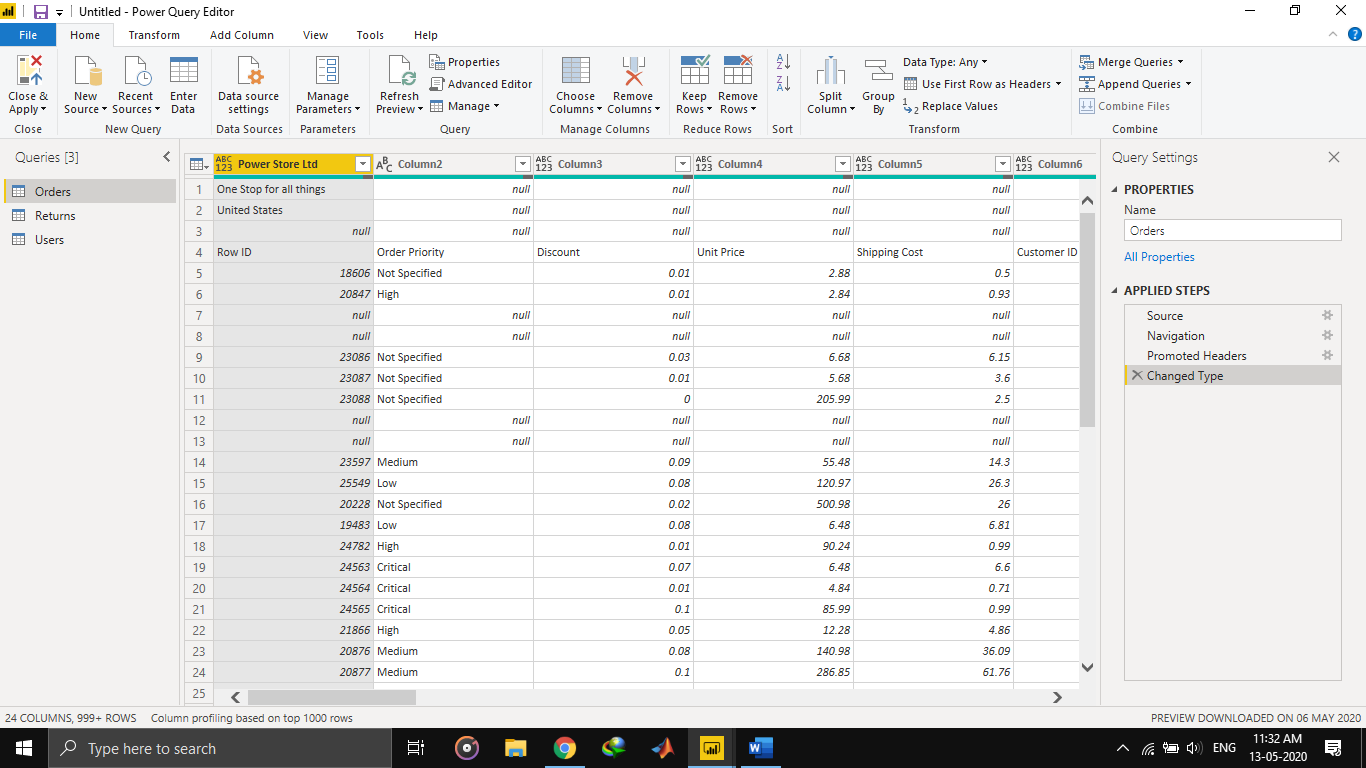 Untitled - Power Query Editor
File Home Transform Add Column View Tools Help
Close & Apply New Source Recent Sources Enter Data Data source settings Manage Parameters Refresh Preview Properties Advanced Editor Manage Choose Columns Remove Columns Keep Rows Remove Rows Split Column Group By Data Type: Any Use First Row as Headers Replace Values Merge Queries Append Queries Combine Files
Close New Query Data Sources Parameters Query Manage Columns Reduce Rows Sort Transform Combine
Queries [3]
Orders
Returns
Users
ABC 123 Power Store Ltd ABC Column2 ABC 123 Column3 ABC 123 Column4 ABC 123 Column5 ABC 123 Column6
1 One Stop for all things null null null null
2 United States null null null null
3 null null null null null
4 Row ID Order Priority Discount Unit Price Shipping Cost Customer ID
5 18606 Not Specified 0.01 2.88 0.5
6 20847 High 0.01 2.84 0.93
7 null null null null null
8 null null null null null
9 23086 Not Specified 0.03 6.68 6.15
10 23087 Not Specified 0.01 5.68 3.6
11 23088 Not Specified 0 205.99 2.5
12 null null null null null
13 null null null null null
14 23597 Medium 0.09 55.48 14.3
15 25549 Low 0.08 120.97 26.3
16 20228 Not Specified 0.02 500.98 26
17 19483 Low 0.08 6.48 6.81
18 24782 High 0.01 90.24 0.99
19 24563 Critical 0.07 6.48 6.6
20 24564 Critical 0.01 4.84 0.71
21 24565 Critical 0.1 85.99 0.99
22 21866 High 0.05 12.28 4.86
23 20876 Medium 0.08 140.98 36.09
24 20877 Medium 0.1 286.85 61.76
25
Query Settings
PROPERTIES
Name
Orders
All Properties
APPLIED STEPS
Source
Navigation
Promoted Headers
Changed Type
24 COLUMNS, 999+ ROWS Column profiling based on top 1000 rows PREVIEW DOWNLOADED ON 06 MAY 2020
Type here to search
ENG
11:32 AM
13-05-2020